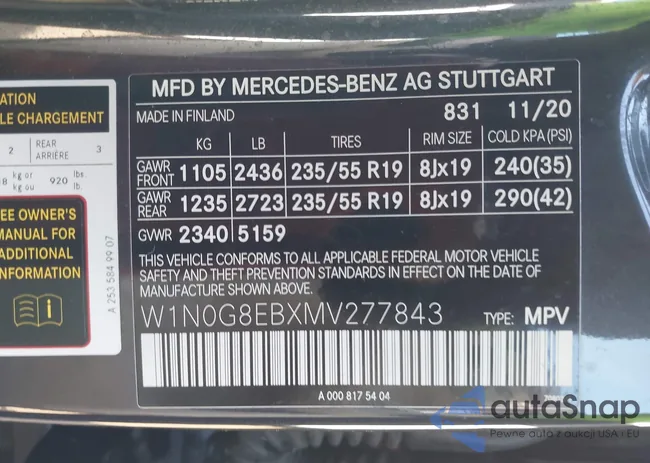 ATION
LE CHARGEMENT
2 REAR ARRIÈRE 3
8 kg or kg ou 920 lbs. lb.
EE OWNER'S
MANUAL FOR
ADDITIONAL
INFORMATION
A 253 584 99 07
MFD BY MERCEDES-BENZ AG STUTTGART
MADE IN FINLAND 831 11/20
KG LB TIRES RIM SIZE COLD KPA (PSI)
GAWR FRONT 1105 2436 235/55 R19 8Jx19 240(35)
GAWR REAR 1235 2723 235/55 R19 8Jx19 290(42)
GVWR 2340 5159
THIS VEHICLE CONFORMS TO ALL APPLICABLE FEDERAL MOTOR VEHICLE
SAFETY AND THEFT PREVENTION STANDARDS IN EFFECT ON THE DATE OF
MANUFACTURE SHOWN ABOVE.
W1N0G8EBXMV277843 TYPE: MPV
A 000 817 54 04
autoSnap
Pewne auta z aukcji USA i EU